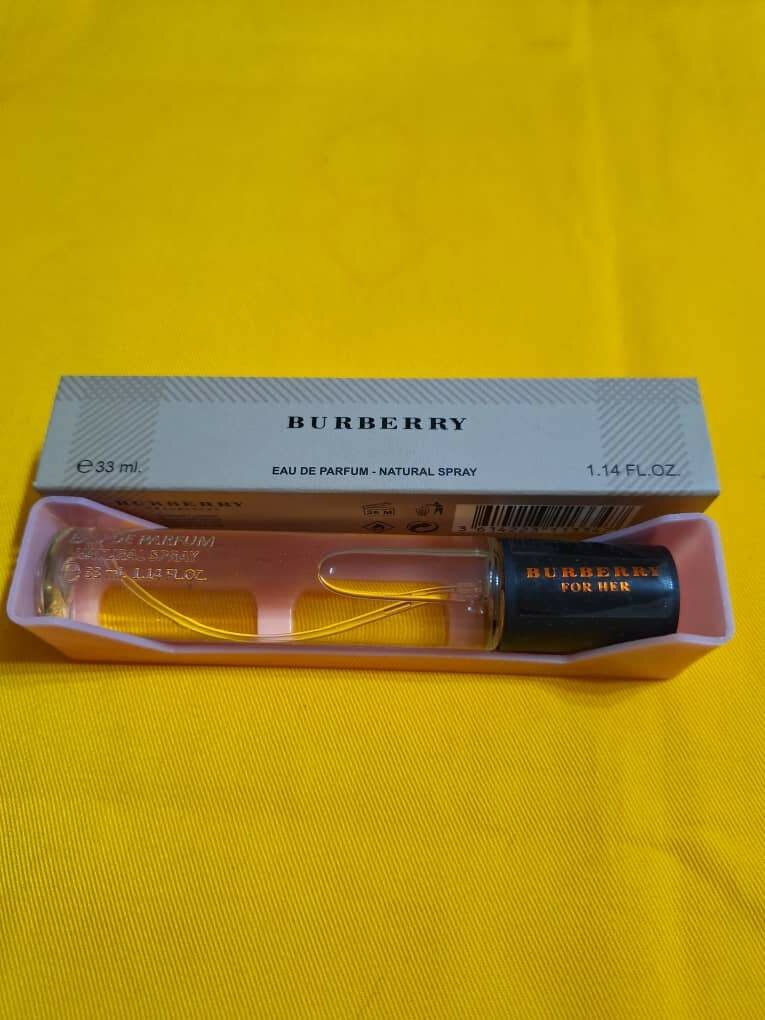 BURBERRY
℮33 ml.
EAU DE PARFUM - NATURAL SPRAY
1.14 FL.OZ.
BURBERRY
36 M
EAU DE PARFUM
NATURAL SPRAY
℮ 33 ml. 1.14 FL.OZ.
BURBERRY
FOR HER